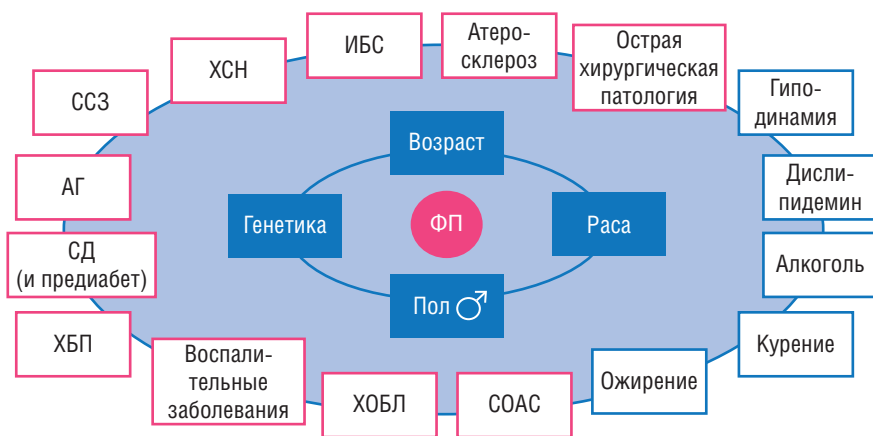 ИБС
Атеро-
склероз
Острая
хирургическая
патология
ХСН
Гипо-
динамия
ССЗ
Возраст
АГ
Дисли-
пидемин
Генетика
ФП
Раса
СД
(и предиабет)
Алкоголь
Пол ♂
ХБП
Курение
Воспали-
тельные
заболевания
ХОБЛ
СОАС
Ожирение